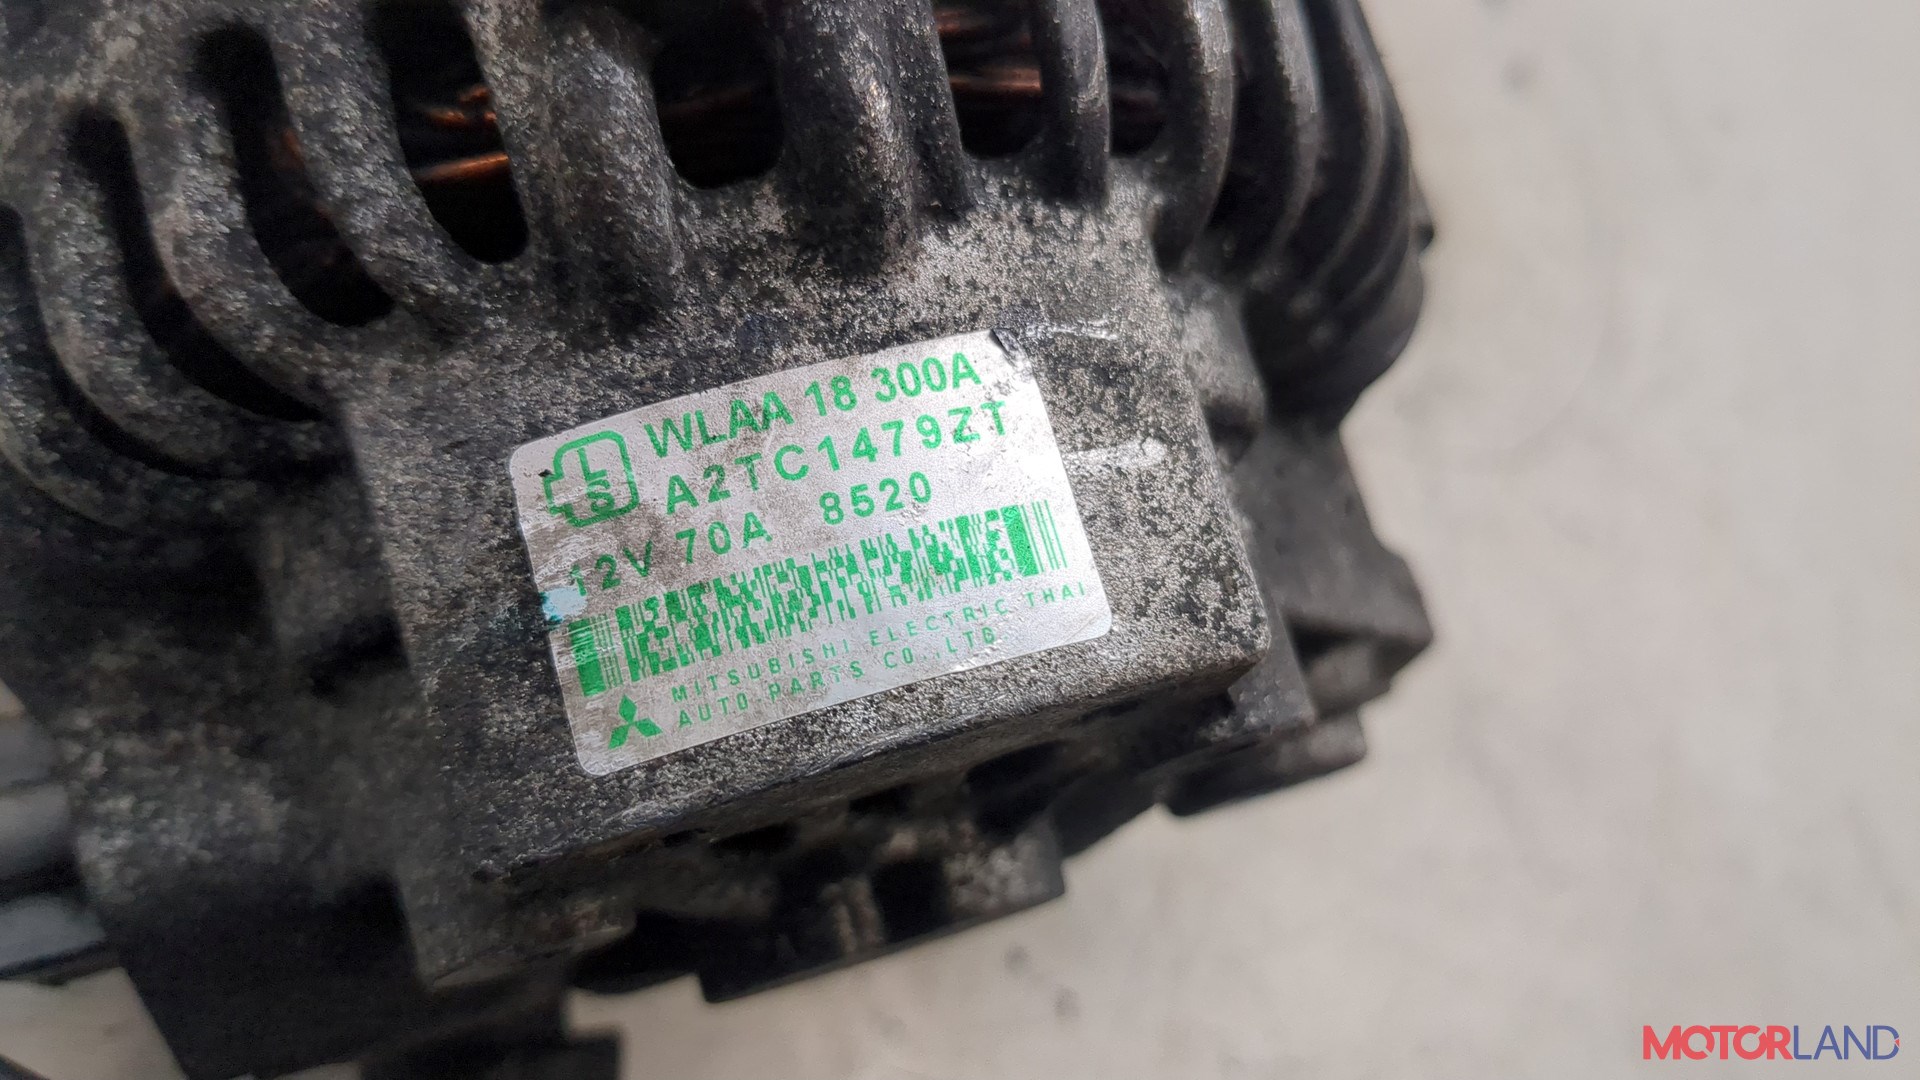 L
S
WLAA 18 300A
A2TC1479ZT
12V 70A 8520
MITSUBISHI ELECTRIC THAI
AUTO-PARTS CO.,LTD.
MOTORLAND